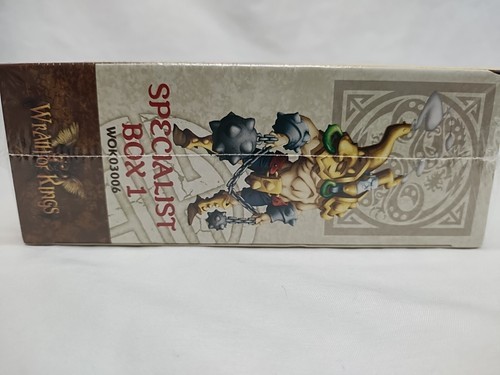 WRATH OF KINGS
SPECIALIST
BOX 1
WOK03006